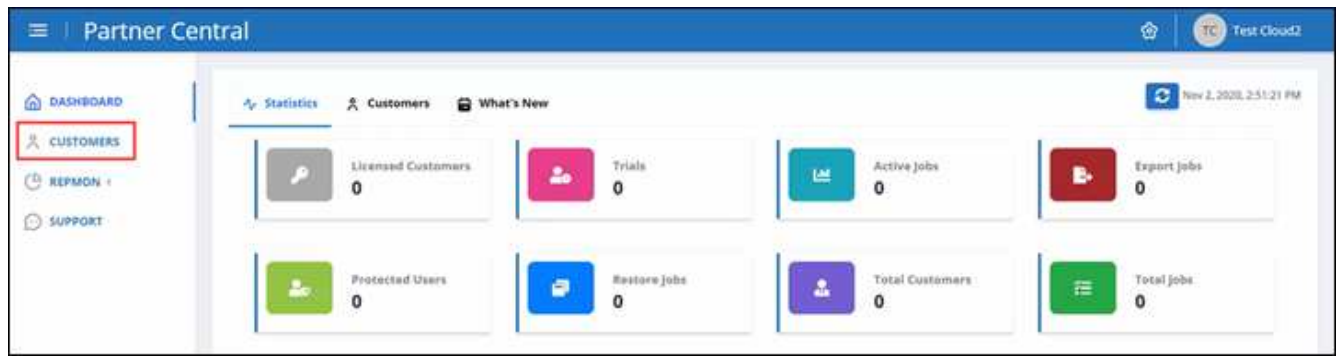 Partner Central
TC Test Cloud2
DASHBOARD
CUSTOMERS
REPMON
SUPPORT
Statistics Customers What's New
Nov 2, 2020, 2:51:21 PM
Licensed Customers
0
Trials
0
Active Jobs
0
Export Jobs
0
Protected Users
0
Restore Jobs
0
Total Customers
0
Total Jobs
0